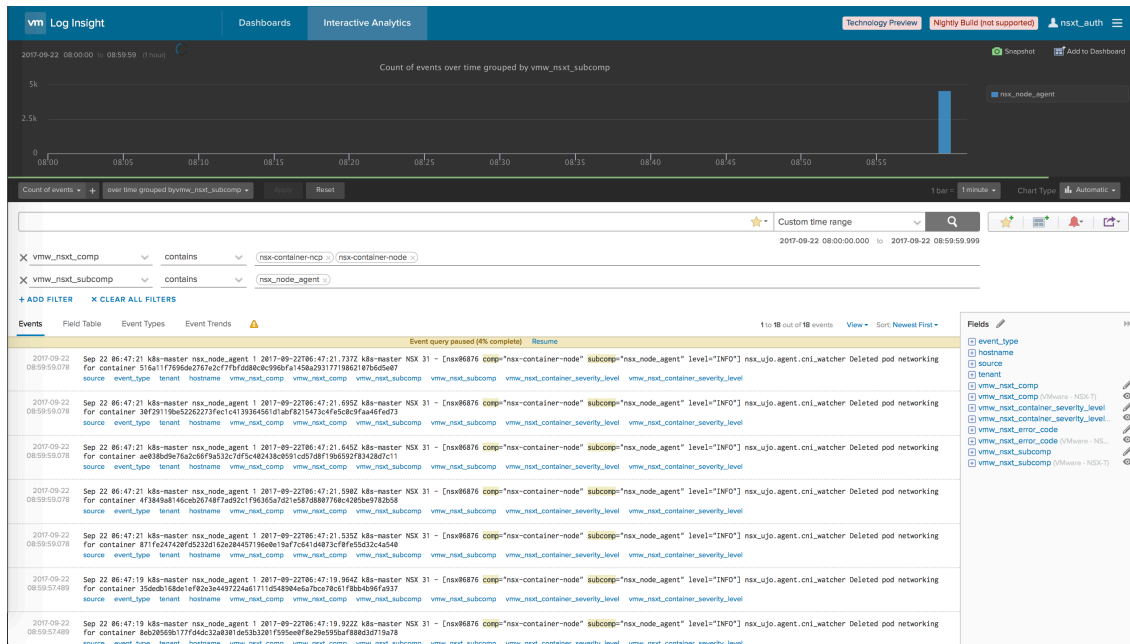 vm Log Insight Dashboards Interactive Analytics Technology Preview Nightly Build (not supported) nsxt_auth
2017-09-22 08:00:00 to 08:59:59 (1 hour) Snapshot Add to Dashboard
Count of events over time grouped by vmw_nsxt_subcomp
5k
nsx_node_agent
2.5k
0
08:00 08:05 08:10 08:15 08:20 08:25 08:30 08:35 08:40 08:45 08:50 08:55
Count of events + over time grouped byvmw_nsxt_subcomp Apply Reset 1 bar = 1 minute Chart Type Automatic
Custom time range
2017-09-22 08:00:00.000 to 2017-09-22 08:59:59.999
vmw_nsxt_comp contains nsx-container-ncp nsx-container-node
vmw_nsxt_subcomp contains nsx_node_agent
+ ADD FILTER × CLEAR ALL FILTERS
Events Field Table Event Types Event Trends 1 to 18 out of 18 events View Sort: Newest First
Event query paused (4% complete) Resume
2017-09-22 08:59:59.078
Sep 22 06:47:21 k8s-master nsx_node_agent 1 2017-09-22T06:47:21.737Z k8s-master NSX 31 - [nsx06876 comp="nsx-container-node" subcomp="nsx_node_agent" level="INFO"] nsx_ujo.agent.cni_watcher Deleted pod networking
for container 516a11f7696de2767e2cf7fbfdd80c0c996bfa1450a29317719862107b6d5e07
source event_type tenant hostname vmw_nsxt_comp vmw_nsxt_comp vmw_nsxt_subcomp vmw_nsxt_subcomp vmw_nsxt_container_severity_level vmw_nsxt_container_severity_level
2017-09-22 08:59:59.078
Sep 22 06:47:21 k8s-master nsx_node_agent 1 2017-09-22T06:47:21.695Z k8s-master NSX 31 - [nsx06876 comp="nsx-container-node" subcomp="nsx_node_agent" level="INFO"] nsx_ujo.agent.cni_watcher Deleted pod networking
for container 30f29119be52262273fec1c4139364561d1abf8215473c4fe5c0c9faa46fed73
source event_type tenant hostname vmw_nsxt_comp vmw_nsxt_comp vmw_nsxt_subcomp vmw_nsxt_subcomp vmw_nsxt_container_severity_level vmw_nsxt_container_severity_level
2017-09-22 08:59:59.078
Sep 22 06:47:21 k8s-master nsx_node_agent 1 2017-09-22T06:47:21.645Z k8s-master NSX 31 - [nsx06876 comp="nsx-container-node" subcomp="nsx_node_agent" level="INFO"] nsx_ujo.agent.cni_watcher Deleted pod networking
for container ae038bd9e76a2c66f9a532c7df5c402438c0591cd57d8f19b6592f83428d7c11
source event_type tenant hostname vmw_nsxt_comp vmw_nsxt_comp vmw_nsxt_subcomp vmw_nsxt_subcomp vmw_nsxt_container_severity_level vmw_nsxt_container_severity_level
2017-09-22 08:59:59.078
Sep 22 06:47:21 k8s-master nsx_node_agent 1 2017-09-22T06:47:21.590Z k8s-master NSX 31 - [nsx06876 comp="nsx-container-node" subcomp="nsx_node_agent" level="INFO"] nsx_ujo.agent.cni_watcher Deleted pod networking
for container 4f3849a8146ceb26748f7ad92c1f96365a7d21e587d8807760c4205be9782b58
source event_type tenant hostname vmw_nsxt_comp vmw_nsxt_comp vmw_nsxt_subcomp vmw_nsxt_subcomp vmw_nsxt_container_severity_level vmw_nsxt_container_severity_level
2017-09-22 08:59:59.078
Sep 22 06:47:21 k8s-master nsx_node_agent 1 2017-09-22T06:47:21.535Z k8s-master NSX 31 - [nsx06876 comp="nsx-container-node" subcomp="nsx_node_agent" level="INFO"] nsx_ujo.agent.cni_watcher Deleted pod networking
for container 871fe247420fd5232d162e204457196e0e19af7c641d4073cf0fe55d32c4a540
source event_type tenant hostname vmw_nsxt_comp vmw_nsxt_comp vmw_nsxt_subcomp vmw_nsxt_subcomp vmw_nsxt_container_severity_level vmw_nsxt_container_severity_level
2017-09-22 08:59:57.489
Sep 22 06:47:19 k8s-master nsx_node_agent 1 2017-09-22T06:47:19.964Z k8s-master NSX 31 - [nsx06876 comp="nsx-container-node" subcomp="nsx_node_agent" level="INFO"] nsx_ujo.agent.cni_watcher Deleted pod networking
for container 35dedb168de1ef02e3e4497224a61711d548904e6a7bce70c61f8bb4b96fa937
source event_type tenant hostname vmw_nsxt_comp vmw_nsxt_comp vmw_nsxt_subcomp vmw_nsxt_subcomp vmw_nsxt_container_severity_level vmw_nsxt_container_severity_level
2017-09-22 08:59:57.489
Sep 22 06:47:19 k8s-master nsx_node_agent 1 2017-09-22T06:47:19.922Z k8s-master NSX 31 - [nsx06876 comp="nsx-container-node" subcomp="nsx_node_agent" level="INFO"] nsx_ujo.agent.cni_watcher Deleted pod networking
for container 8eb20569b177fd4dc32a0301de53b3201f595ee0f8e29e595baf880d3d719a78
Fields
event_type
hostname
source
tenant
vmw_nsxt_comp
vmw_nsxt_comp (VMware - NSX-T)
vmw_nsxt_container_severity_level
vmw_nsxt_container_severity_level...
vmw_nsxt_error_code
vmw_nsxt_error_code (VMware - NS...
vmw_nsxt_subcomp
vmw_nsxt_subcomp (VMware - NSX-T)